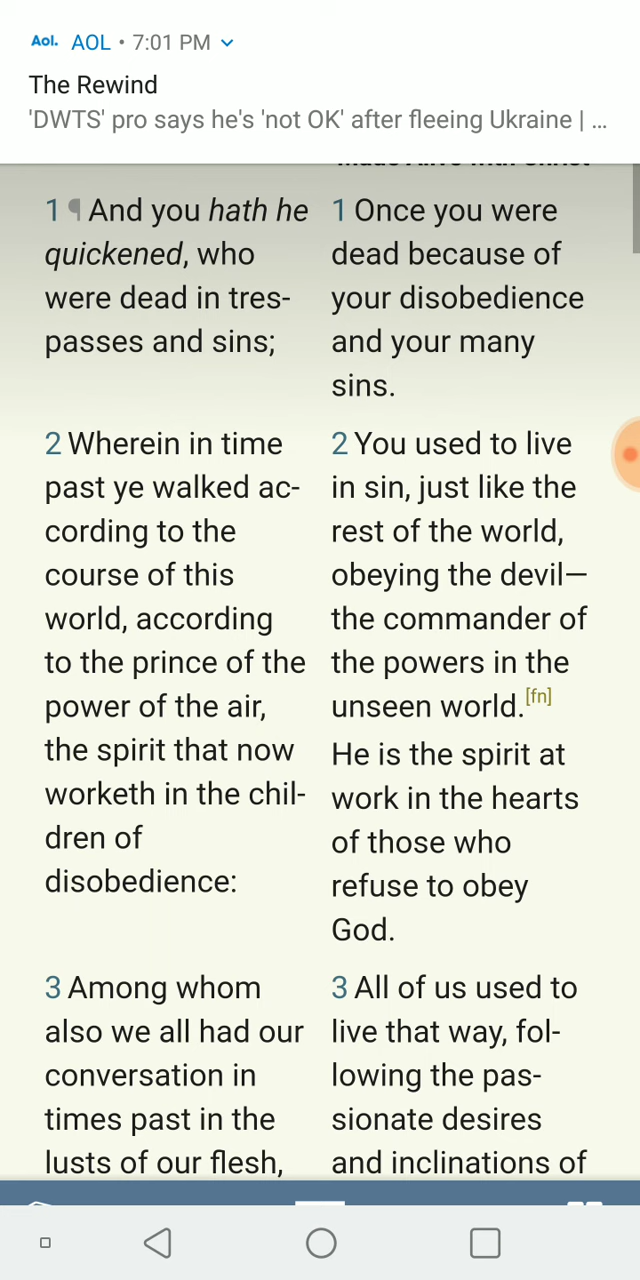 Aol. AOL • 7:01 PM
The Rewind
'DWTS' pro says he's 'not OK' after fleeing Ukraine | ...
Made Alive with Christ
1 ¶ And you hath he
quickened, who
were dead in tres-
passes and sins;
1 Once you were
dead because of
your disobedience
and your many
sins.
2 Wherein in time
past ye walked ac-
cording to the
course of this
world, according
to the prince of the
power of the air,
the spirit that now
worketh in the chil-
dren of
disobedience:
2 You used to live
in sin, just like the
rest of the world,
obeying the devil—
the commander of
the powers in the
unseen world.[fn]
He is the spirit at
work in the hearts
of those who
refuse to obey
God.
3 Among whom
also we all had our
conversation in
times past in the
lusts of our flesh,
3 All of us used to
live that way, fol-
lowing the pas-
sionate desires
and inclinations of